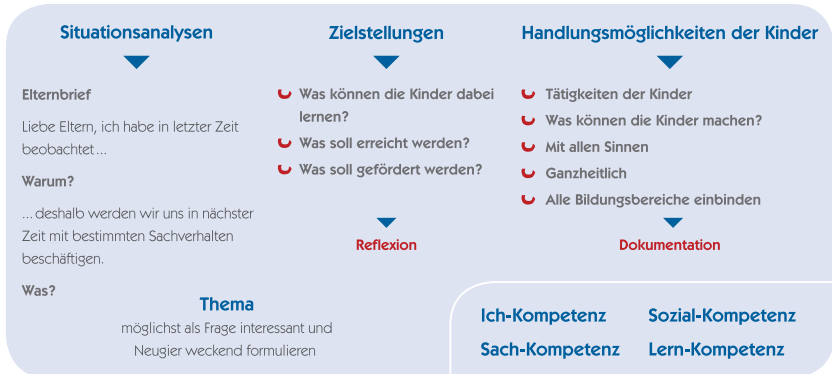 Situationsanalysen
Elternbrief
Liebe Eltern, ich habe in letzter Zeit
beobachtet ...
Warum?
... deshalb werden wir uns in nächster
Zeit mit bestimmten Sachverhalten
beschäftigen.
Was?
Zielstellungen
Was können die Kinder dabei
lernen?
Was soll erreicht werden?
Was soll gefördert werden?
Reflexion
Handlungsmöglichkeiten der Kinder
Tätigkeiten der Kinder
Was können die Kinder machen?
Mit allen Sinnen
Ganzheitlich
Alle Bildungsbereiche einbinden
Dokumentation
Thema
möglichst als Frage interessant und
Neugier weckend formulieren
Ich-Kompetenz Sozial-Kompetenz
Sach-Kompetenz Lern-Kompetenz